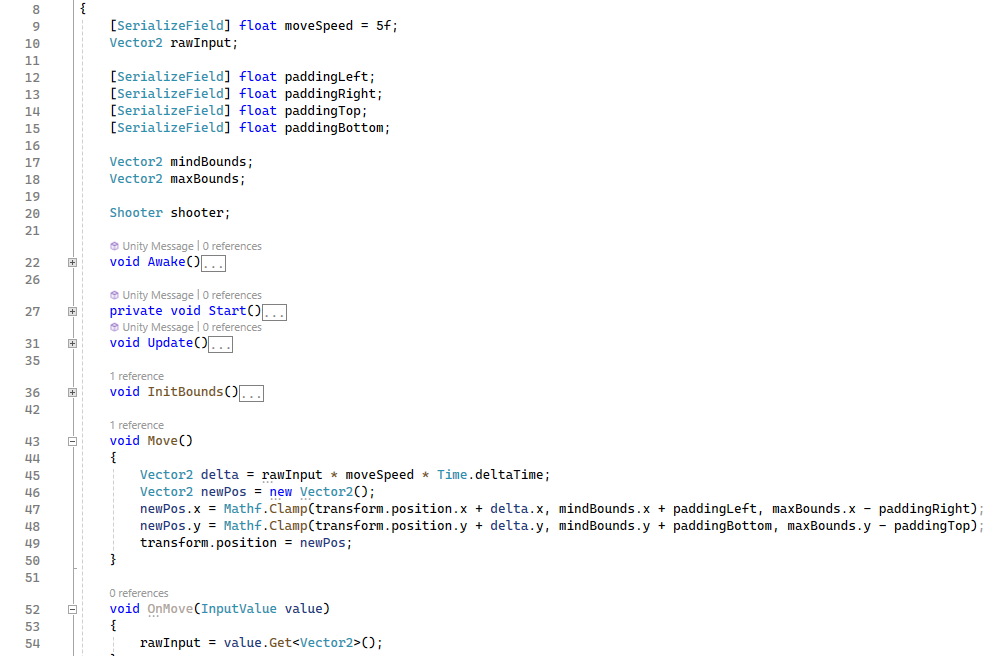 8 {
9 [SerializeField] float moveSpeed = 5f;
10 Vector2 rawInput;
11
12 [SerializeField] float paddingLeft;
13 [SerializeField] float paddingRight;
14 [SerializeField] float paddingTop;
15 [SerializeField] float paddingBottom;
16
17 Vector2 mindBounds;
18 Vector2 maxBounds;
19
20 Shooter shooter;
21
Unity Message | 0 references
22 void Awake()...
26
Unity Message | 0 references
27 private void Start()...
Unity Message | 0 references
31 void Update()...
35
1 reference
36 void InitBounds()...
42
1 reference
43 void Move()
44 {
45 Vector2 delta = rawInput * moveSpeed * Time.deltaTime;
46 Vector2 newPos = new Vector2();
47 newPos.x = Mathf.Clamp(transform.position.x + delta.x, mindBounds.x + paddingLeft, maxBounds.x - paddingRight);
48 newPos.y = Mathf.Clamp(transform.position.y + delta.y, mindBounds.y + paddingBottom, maxBounds.y - paddingTop);
49 transform.position = newPos;
50 }
51
0 references
52 void OnMove(InputValue value)
53 {
54 rawInput = value.Get<Vector2>();